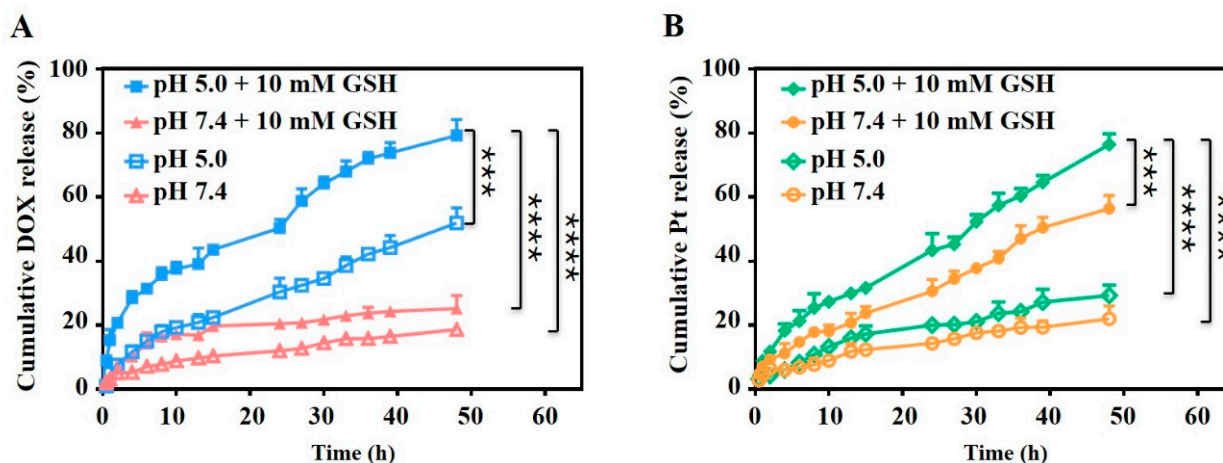 A
Cumulative DOX release (%)
100
80
60
40
20
0
pH 5.0 + 10 mM GSH
pH 7.4 + 10 mM GSH
pH 5.0
pH 7.4
***
****
****
0 10 20 30 40 50 60
Time (h)
B
Cumulative Pt release (%)
100
80
60
40
20
0
pH 5.0 + 10 mM GSH
pH 7.4 + 10 mM GSH
pH 5.0
pH 7.4
***
****
****
0 10 20 30 40 50 60
Time (h)